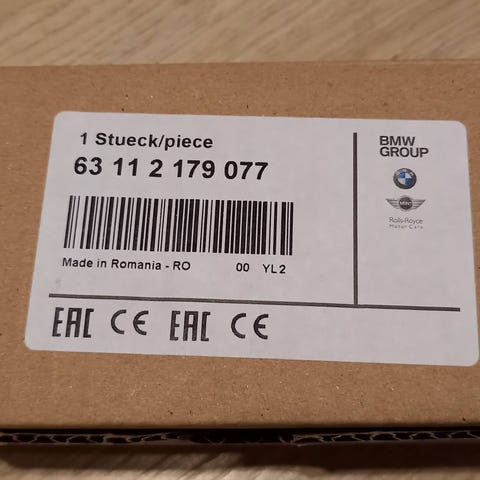 1 Stueck/piece
63 11 2 179 077
Made in Romania - RO 00 YL2
EAC CE EAC CE
BMW
GROUP
MINI
Rolls-Royce
Motor Cars